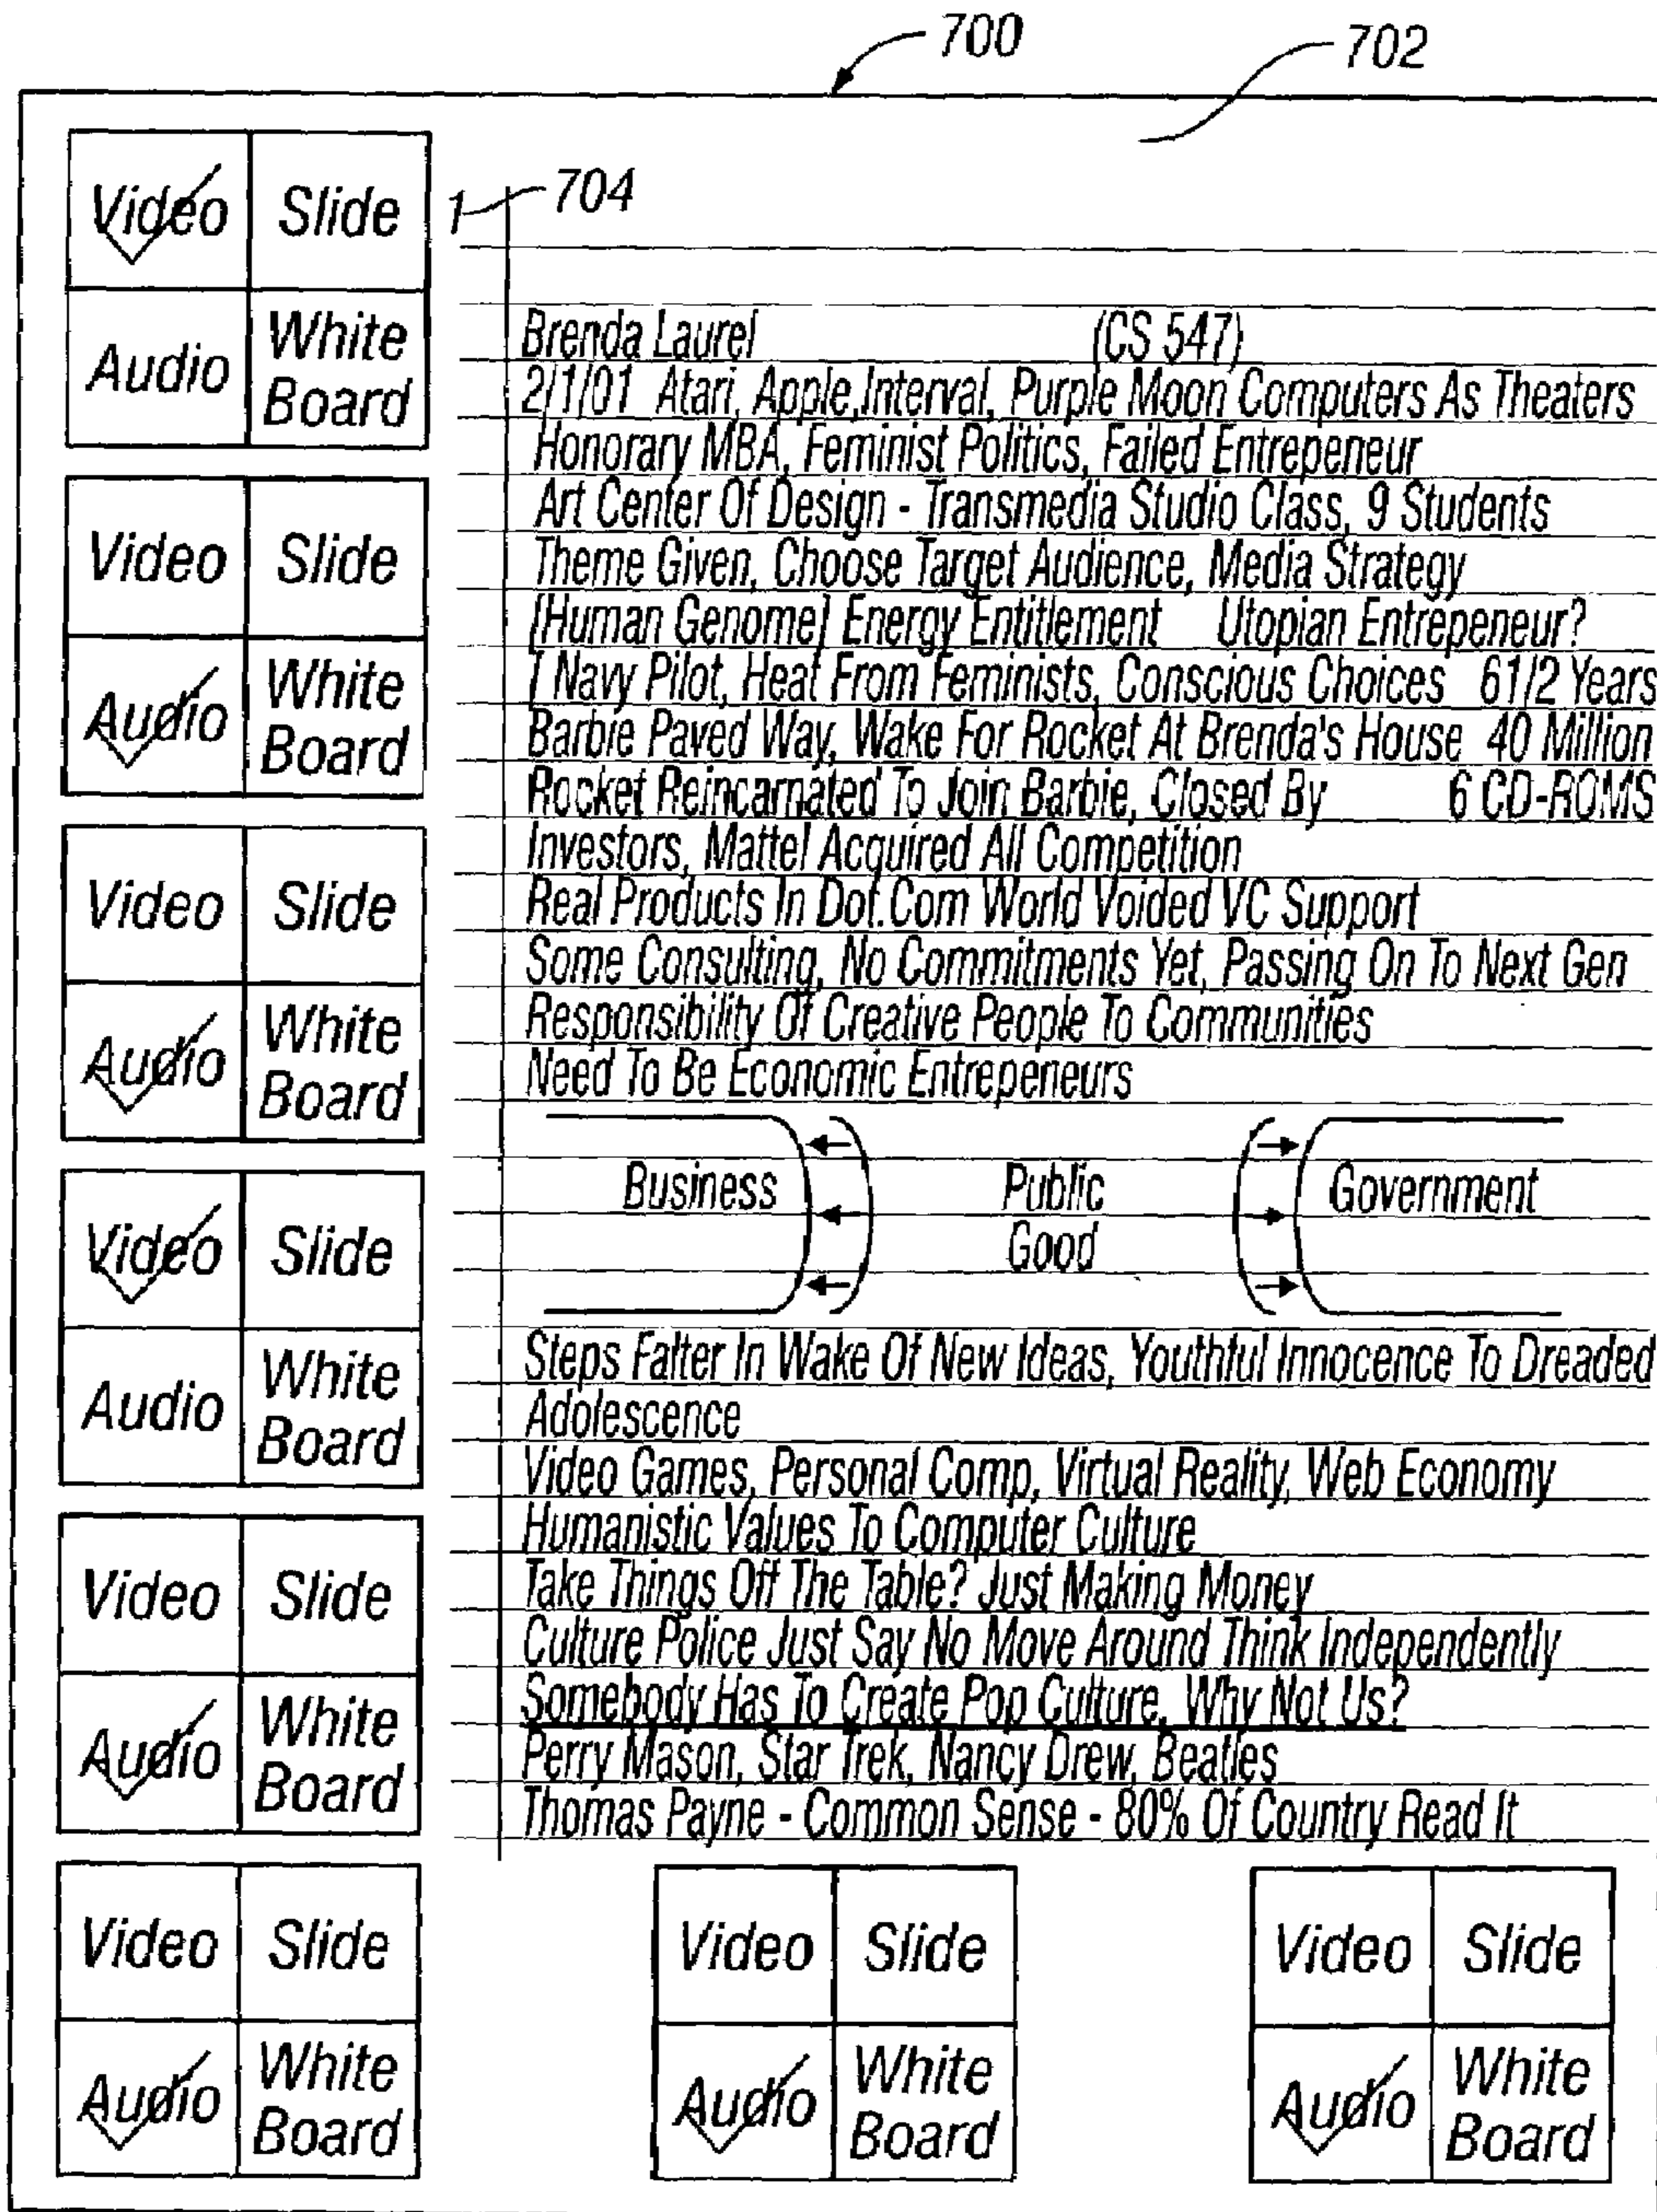 700
702
Video Slide
1 704
Audio White Board
Brenda Laurel (CS 547)
2/1/01 Atari, Apple, Interval, Purple Moon Computers As Theaters
Honorary MBA, Feminist Politics, Failed Entrepeneur
Art Center Of Design - Transmedia Studio Class, 9 Students
Video Slide
Theme Given, Choose Target Audience, Media Strategy
[Human Genome] Energy Entitlement Utopian Entrepeneur?
Audio White Board
[ Navy Pilot, Heat From Feminists, Conscious Choices 61/2 Years
Barbie Paved Way, Wake For Rocket At Brenda's House 40 Million
Rocket Reincarnated To Join Barbie, Closed By 6 CD-ROMS
Investors, Mattel Acquired All Competition
Video Slide
Real Products In Dot.Com World Voided VC Support
Some Consulting, No Commitments Yet, Passing On To Next Gen
Audio White Board
Responsibility Of Creative People To Communities
Need To Be Economic Entrepeneurs
Business Public Good Government
Video Slide
Audio White Board
Steps Falter In Wake Of New Ideas, Youthful Innocence To Dreaded
Adolescence
Video Games, Personal Comp, Virtual Reality, Web Economy
Humanistic Values To Computer Culture
Video Slide
Take Things Off The Table? Just Making Money
Culture Police Just Say No Move Around Think Independently
Audio White Board
Somebody Has To Create Pop Culture, Why Not Us?
Perry Mason, Star Trek, Nancy Drew, Beatles
Thomas Payne - Common Sense - 80% Of Country Read It
Video Slide
Audio White Board
Video Slide
Audio White Board
Video Slide
Audio White Board